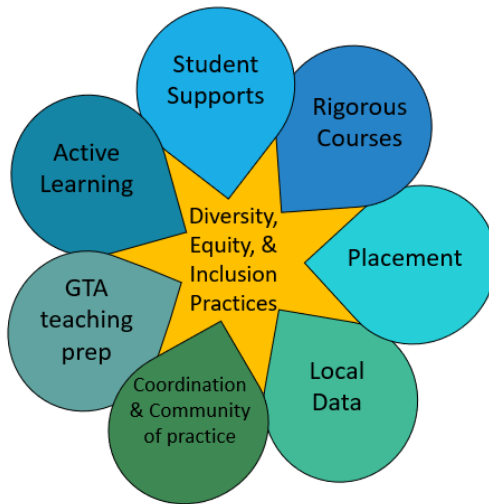 Student
Supports
Rigorous
Courses
Placement
Local
Data
Coordination
& Community
of practice
GTA
teaching
prep
Active
Learning
Diversity,
Equity, &
Inclusion
Practices